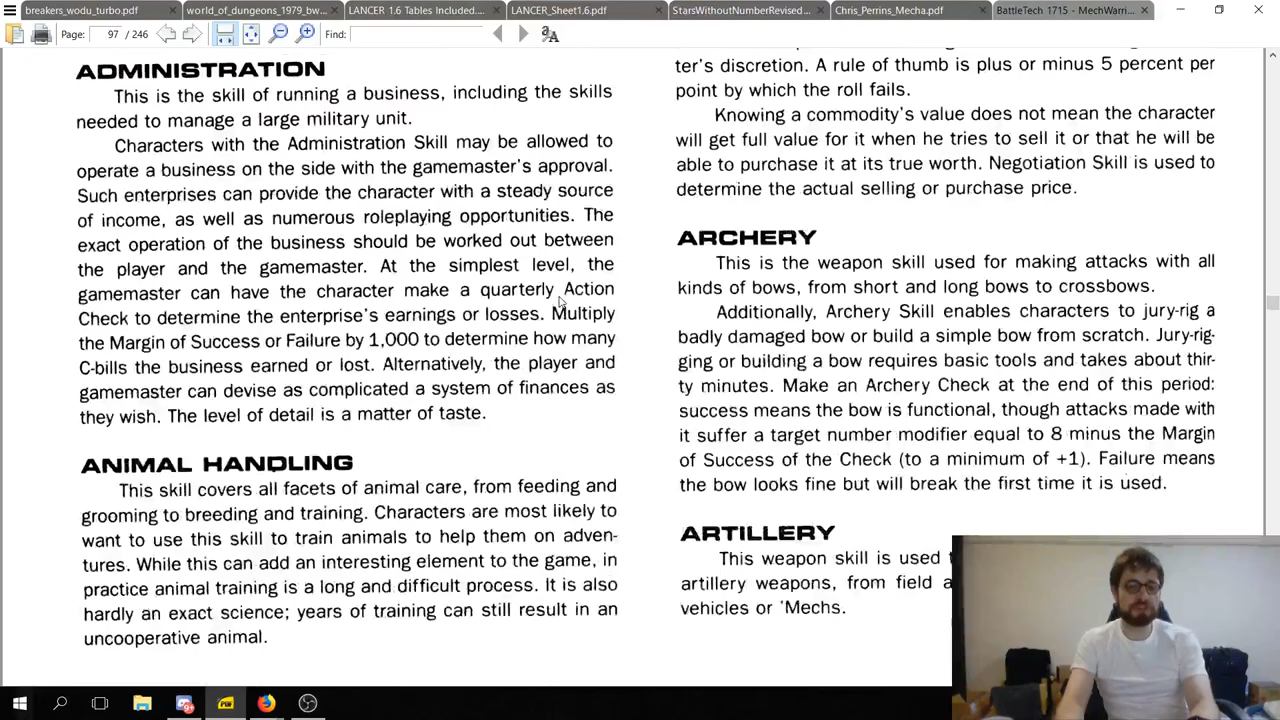 breakers_wodu_turbo.pdf
world_of_dungeons_1979_bw...
LANCER 1.6 Tables Included....
LANCER_Sheet1.6.pdf
StarsWithoutNumberRevised...
Chris_Perrins_Mecha.pdf
BattleTech 1715 - MechWarri...
Page: 97 / 246
Find:
ADMINISTRATION
This is the skill of running a business, including the skills
needed to manage a large military unit.
Characters with the Administration Skill may be allowed to
operate a business on the side with the gamemaster's approval.
Such enterprises can provide the character with a steady source
of income, as well as numerous roleplaying opportunities. The
exact operation of the business should be worked out between
the player and the gamemaster. At the simplest level, the
gamemaster can have the character make a quarterly Action
Check to determine the enterprise's earnings or losses. Multiply
the Margin of Success or Failure by 1,000 to determine how many
C-bills the business earned or lost. Alternatively, the player and
gamemaster can devise as complicated a system of finances as
they wish. The level of detail is a matter of taste.
ANIMAL HANDLING
This skill covers all facets of animal care, from feeding and
grooming to breeding and training. Characters are most likely to
want to use this skill to train animals to help them on adven-
tures. While this can add an interesting element to the game, in
practice animal training is a long and difficult process. It is also
hardly an exact science; years of training can still result in an
uncooperative animal.
ter's discretion. A rule of thumb is plus or minus 5 percent per
point by which the roll fails.
Knowing a commodity's value does not mean the character
will get full value for it when he tries to sell it or that he will be
able to purchase it at its true worth. Negotiation Skill is used to
determine the actual selling or purchase price.
ARCHERY
This is the weapon skill used for making attacks with all
kinds of bows, from short and long bows to crossbows.
Additionally, Archery Skill enables characters to jury-rig a
badly damaged bow or build a simple bow from scratch. Jury-rig-
ging or building a bow requires basic tools and takes about thir-
ty minutes. Make an Archery Check at the end of this period:
success means the bow is functional, though attacks made with
it suffer a target number modifier equal to 8 minus the Margin
of Success of the Check (to a minimum of +1). Failure means
the bow looks fine but will break the first time it is used.
ARTILLERY
This weapon skill is used
artillery weapons, from field
vehicles or 'Mechs.